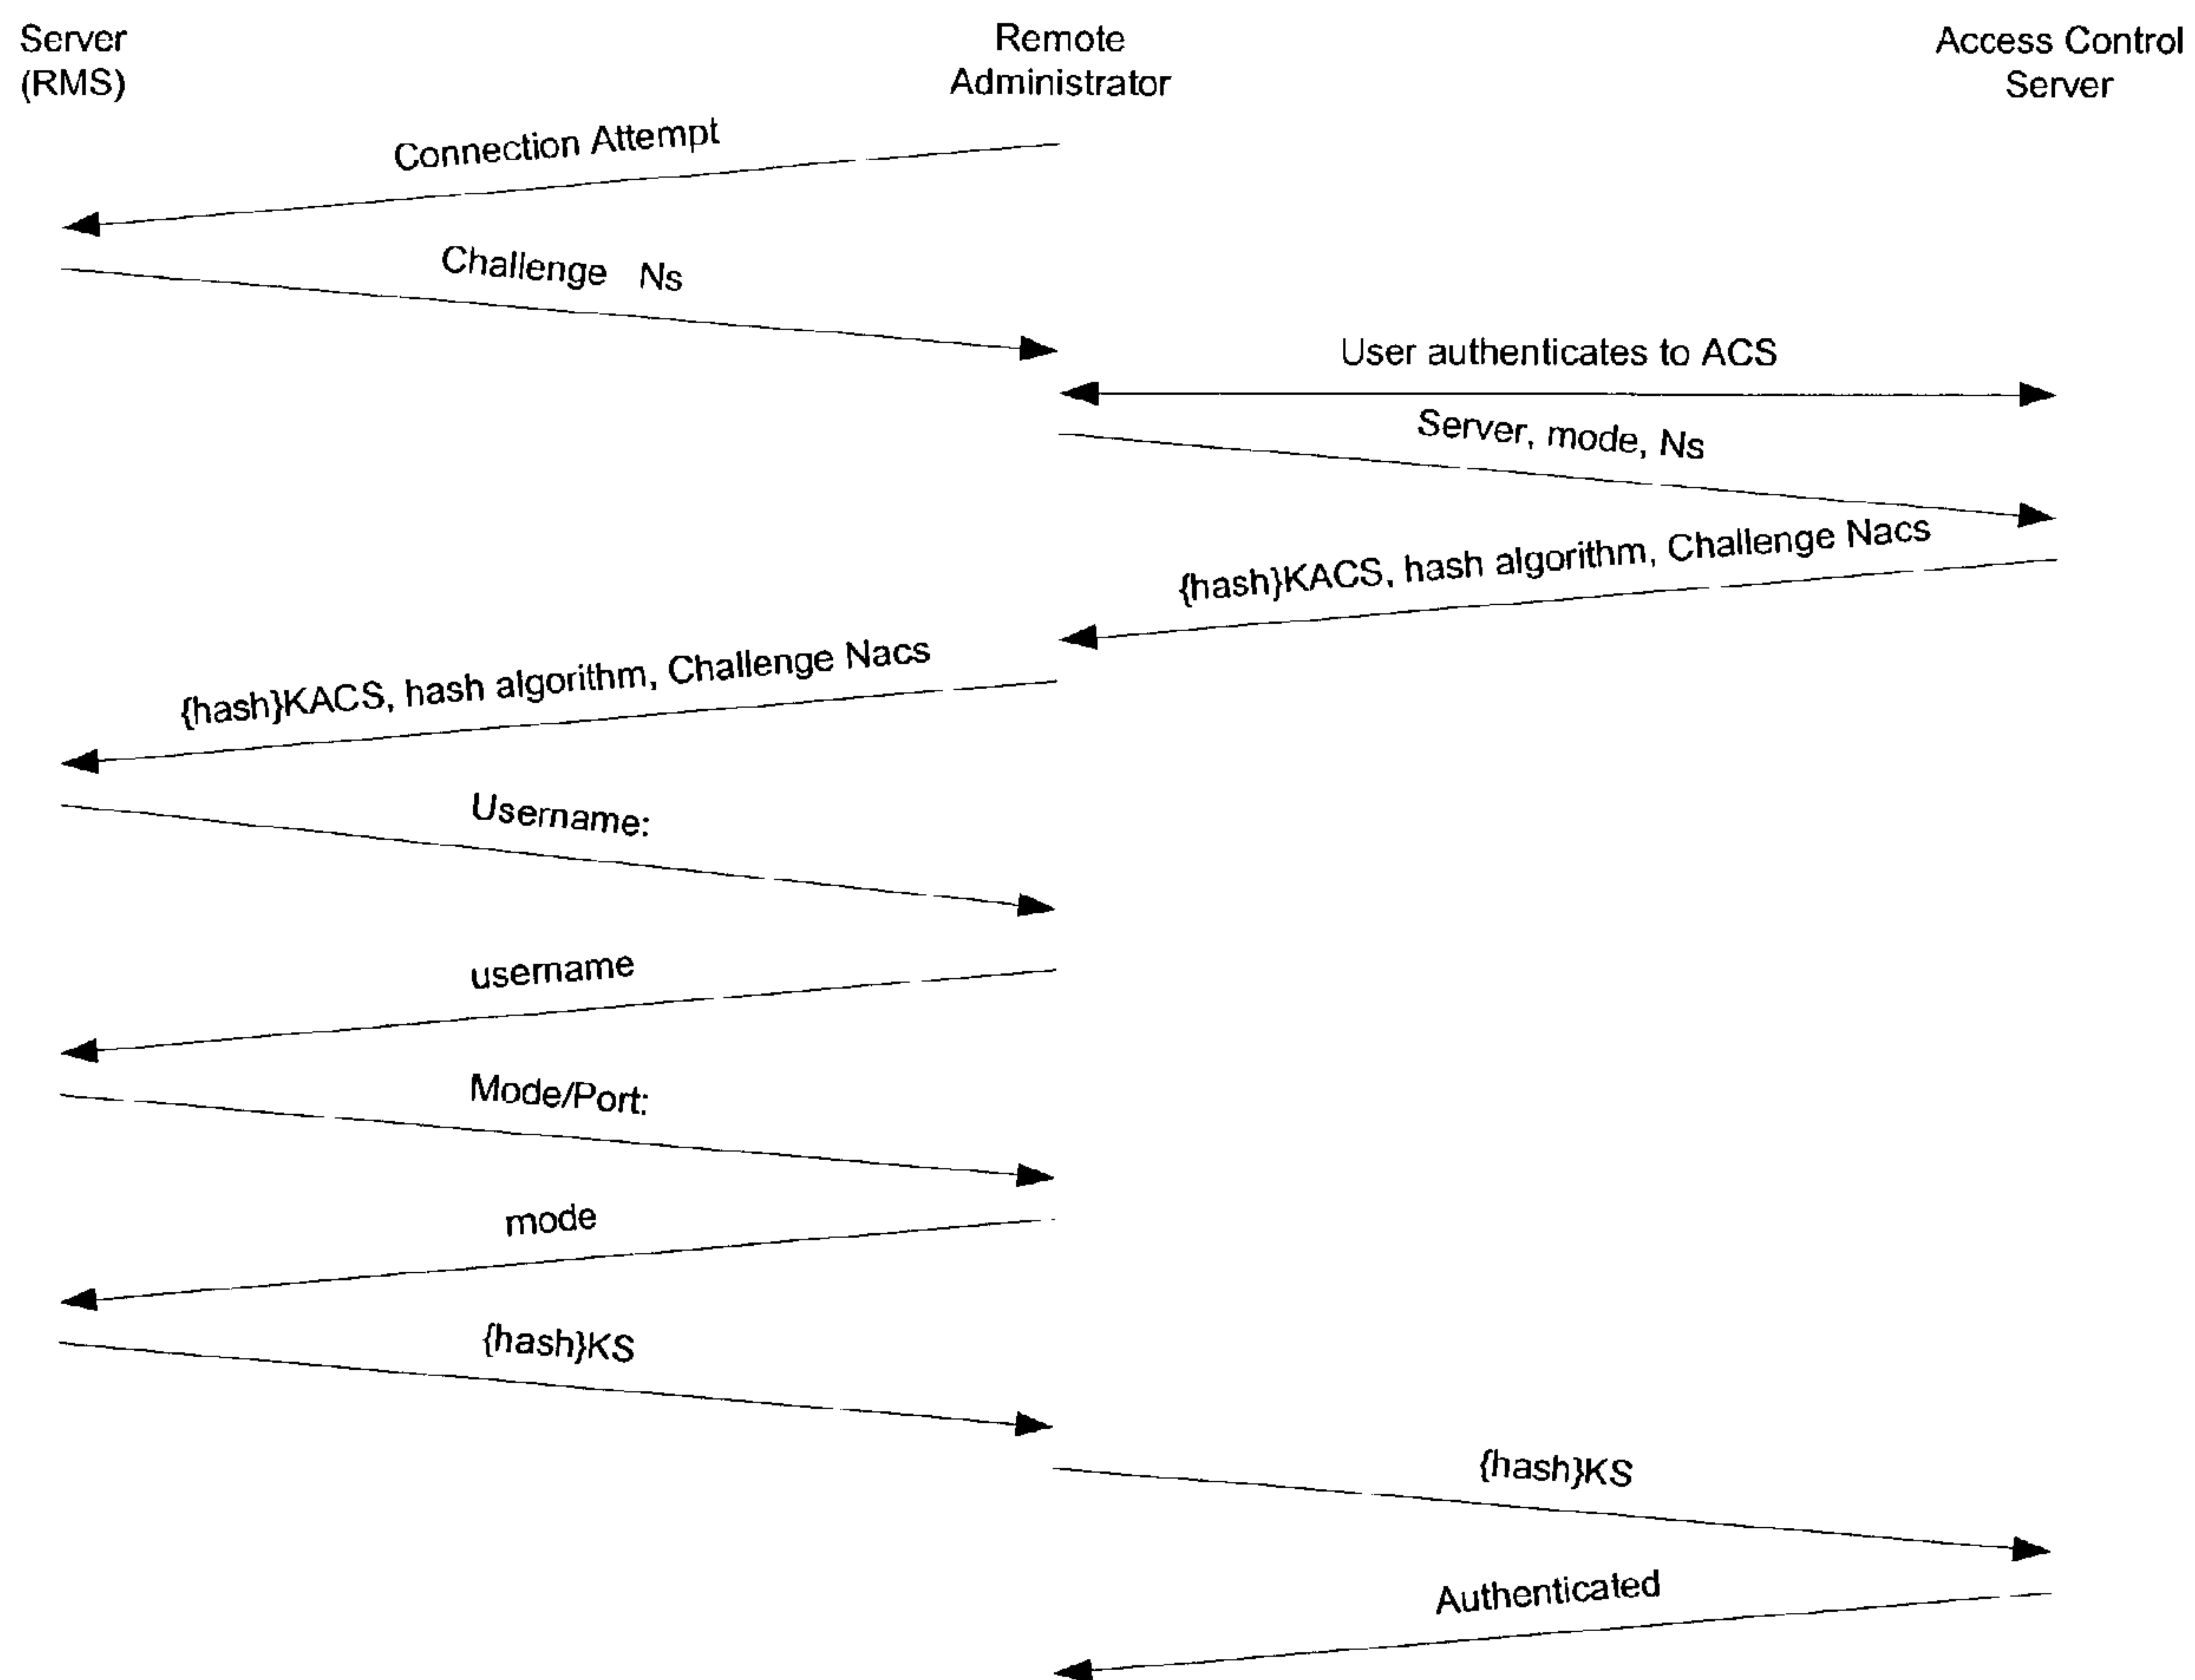 Server
(RMS)
Remote
Administrator
Access Control
Server
Connection Attempt
Challenge Ns
User authenticates to ACS
Server, mode, Ns
{hash}KACS, hash algorithm, Challenge Nacs
{hash}KACS, hash algorithm, Challenge Nacs
Username:
username
Mode/Port:
mode
{hash}KS
{hash}KS
Authenticated